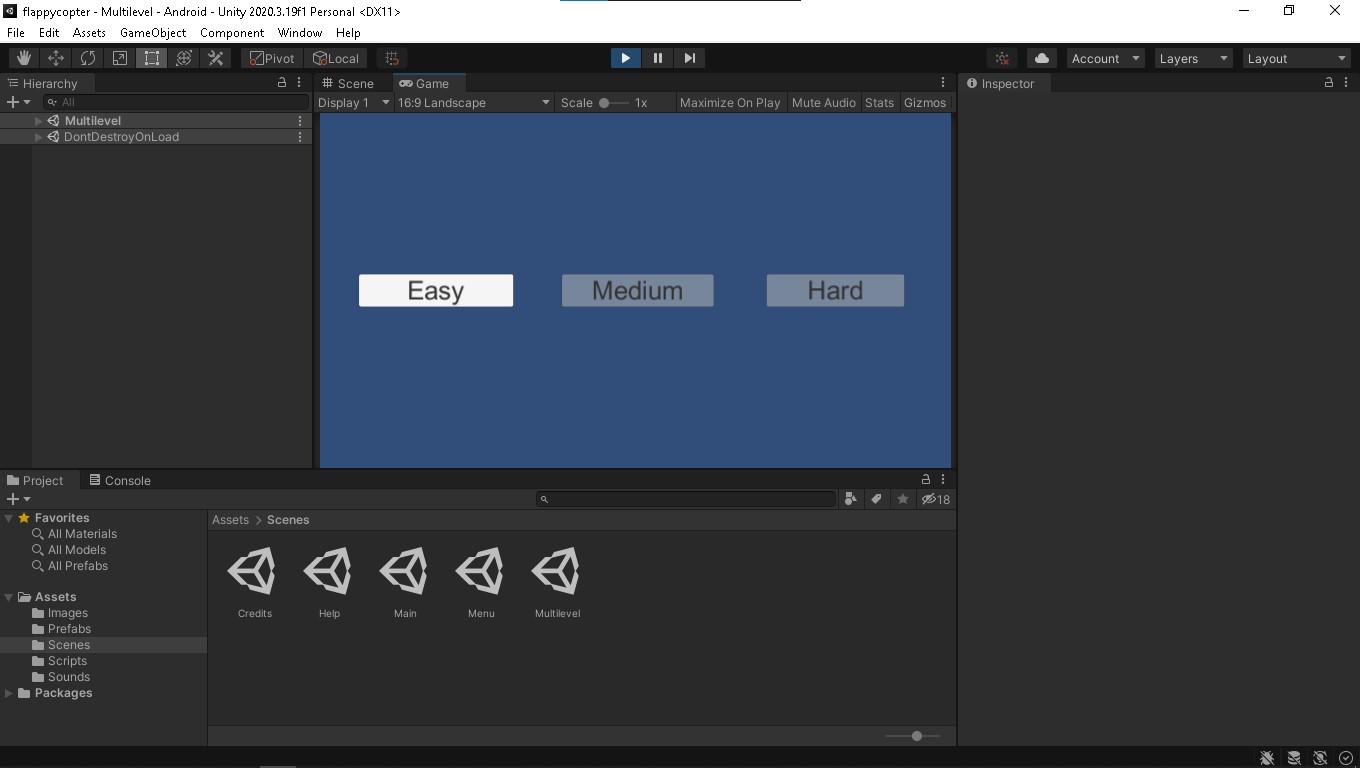 flappycopter - Multilevel - Android - Unity 2020.3.19f1 Personal <DX11>
File Edit Assets GameObject Component Window Help
Pivot Local Account Layers Layout
Hierarchy Scene Game Inspector
All Display 1 16:9 Landscape Scale 1x Maximize On Play Mute Audio Stats Gizmos
Multilevel
DontDestroyOnLoad
Easy Medium Hard
Project Console
18
Favorites
All Materials
All Models
All Prefabs
Assets
Images
Prefabs
Scenes
Scripts
Sounds
Packages
Assets > Scenes
Credits Help Main Menu Multilevel